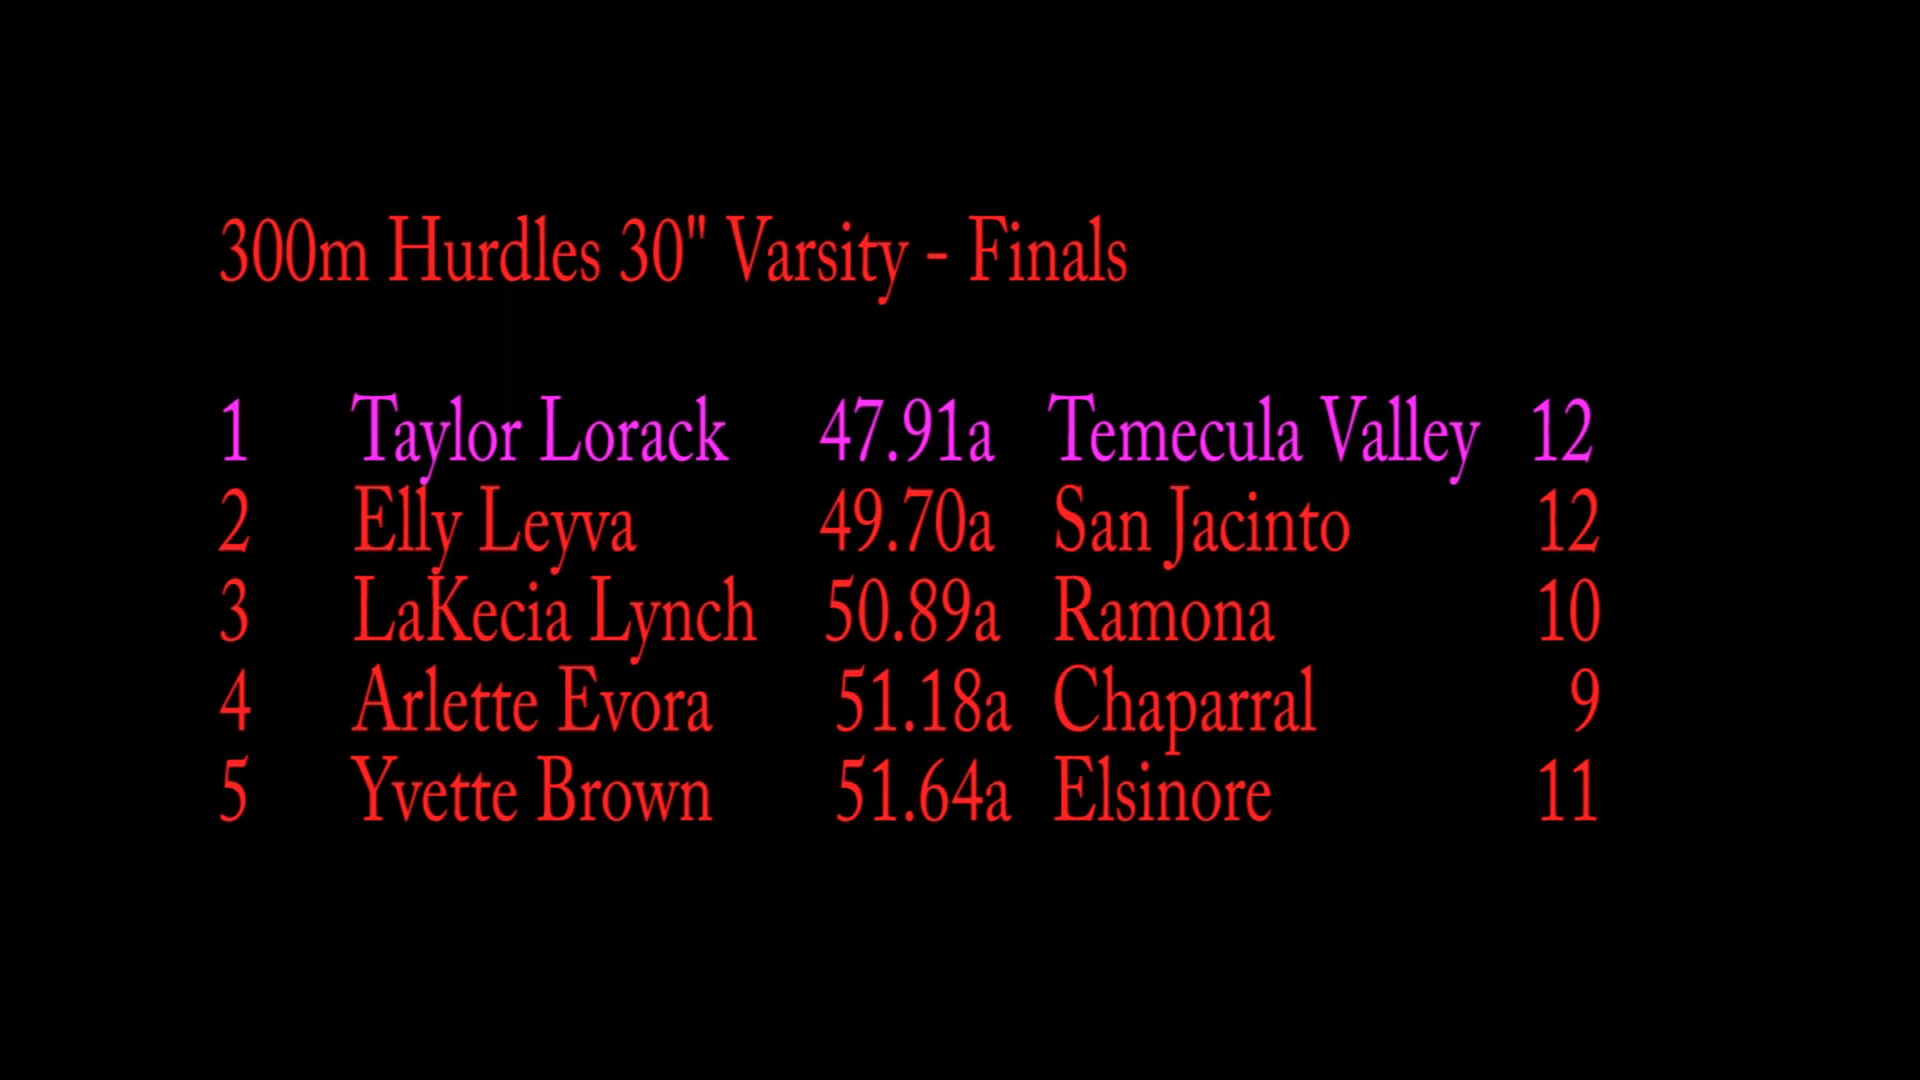 300m Hurdles 30" Varsity - Finals
1 Taylor Lorack 47.91a Temecula Valley 12
2 Elly Leyva 49.70a San Jacinto 12
3 LaKecia Lynch 50.89a Ramona 10
4 Arlette Evora 51.18a Chaparral 9
5 Yvette Brown 51.64a Elsinore 11